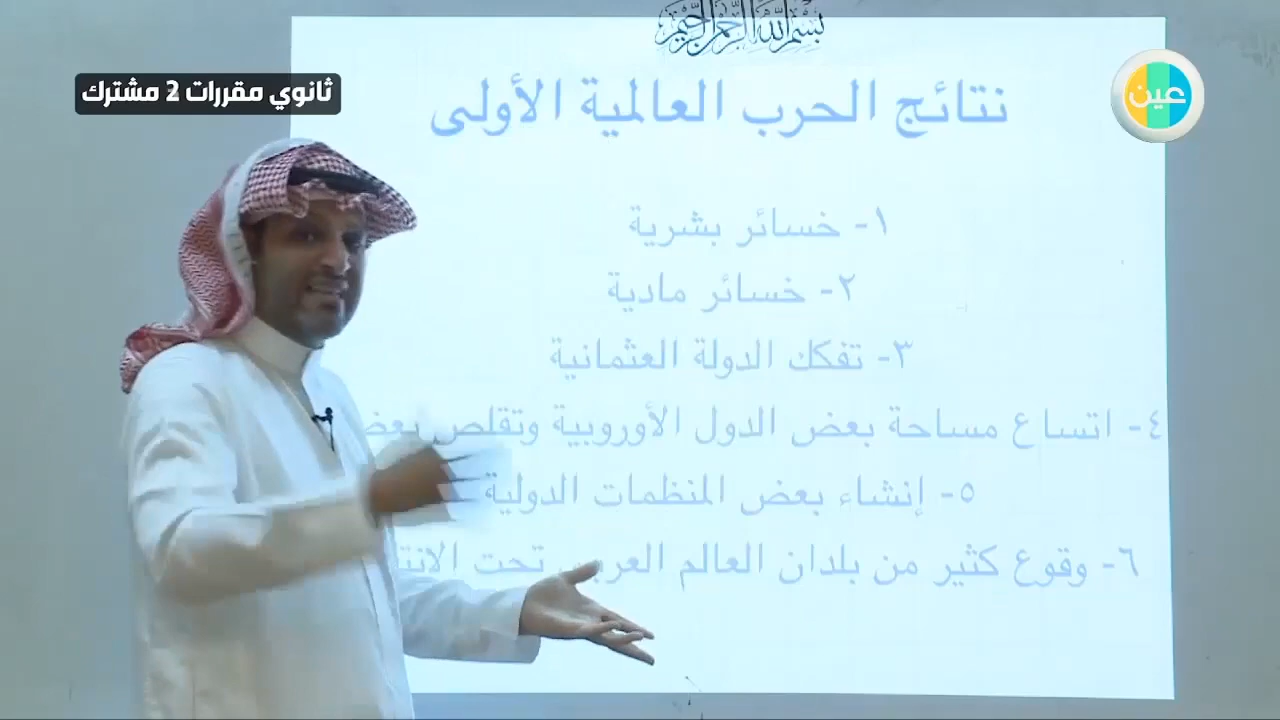 بسم الله الرحمن الرحيم
ثانوي مقررات 2 مشترك
عين
نتائج الحرب العالمية الأولى
١- خسائر بشرية
٢- خسائر مادية
٣- تفكك الدولة العثمانية
٤- اتساع مساحة بعض الدول الأوروبية وتقلص بعض
٥- إنشاء بعض المنظمات الدولية
٦- وقوع كثير من بلدان العالم العربي تحت